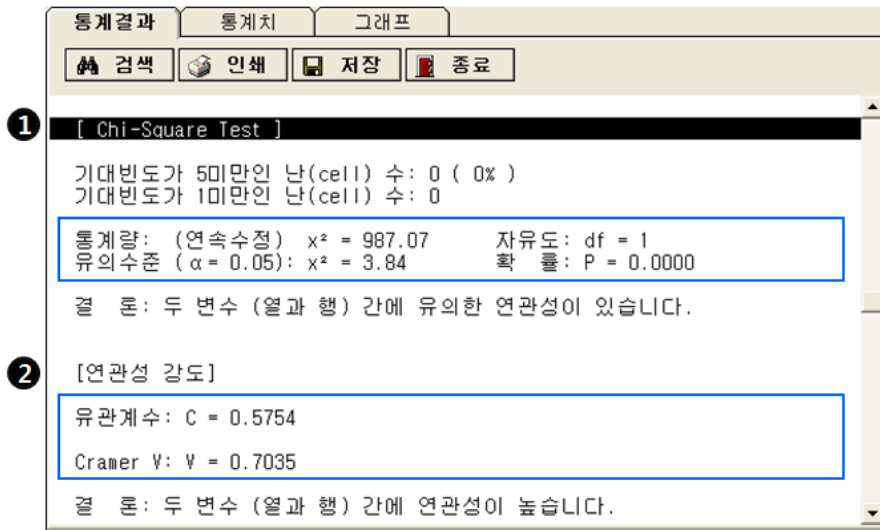 통계결과 통계치 그래프
검색 인쇄 저장 종료
❶ [ Chi-Square Test ]
기대빈도가 5미만인 난(cell) 수: 0 ( 0% )
기대빈도가 1미만인 난(cell) 수: 0
통계량: (연속수정) x² = 987.07 자유도: df = 1
유의수준 (α= 0.05): x² = 3.84 확 률: P = 0.0000
결 론: 두 변수 (열과 행) 간에 유의한 연관성이 있습니다.
❷ [연관성 강도]
유관계수: C = 0.5754
Cramer V: V = 0.7035
결 론: 두 변수 (열과 행) 간에 연관성이 높습니다.